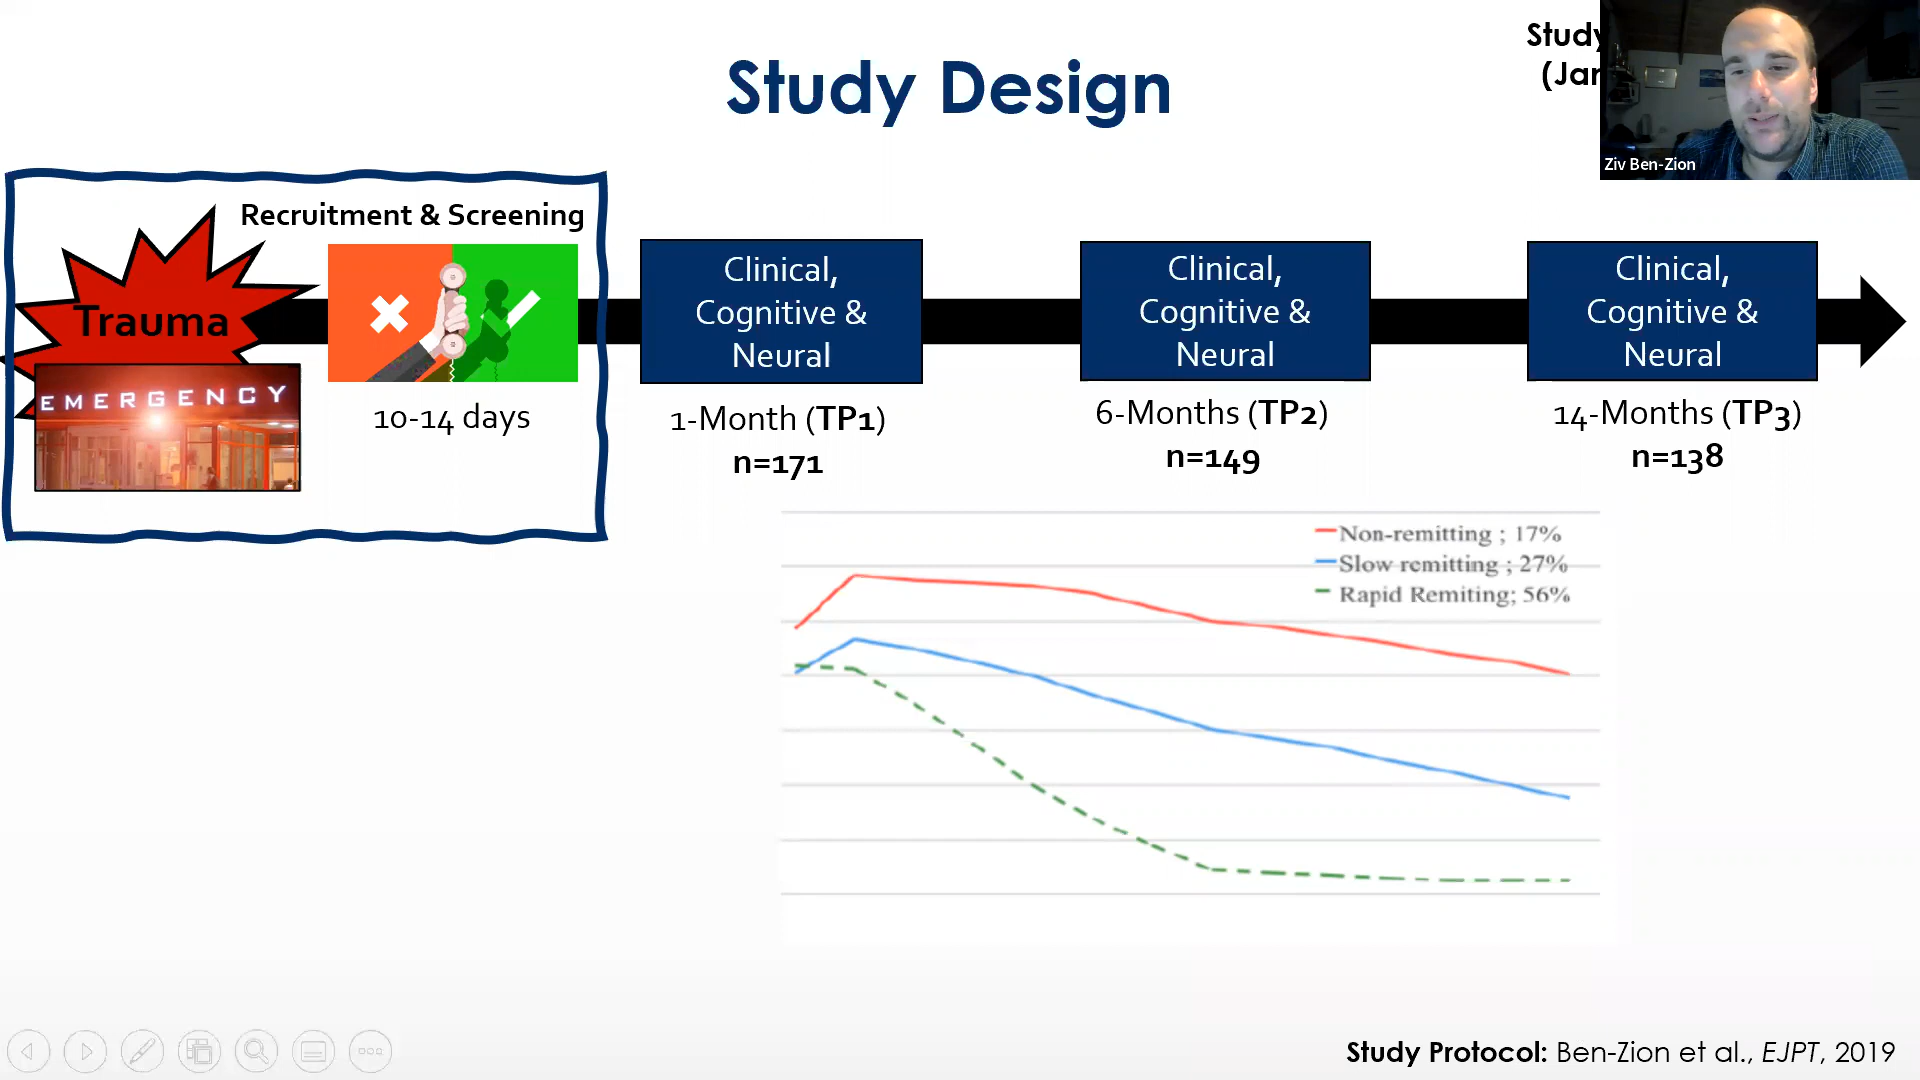 Study Design
Study
(Jan
Ziv Ben-Zion
Recruitment & Screening
Trauma
EMERGENCY
10-14 days
Clinical,
Cognitive &
Neural
1-Month (TP1)
n=171
Clinical,
Cognitive &
Neural
6-Months (TP2)
n=149
Clinical,
Cognitive &
Neural
14-Months (TP3)
n=138
Non-remitting ; 17%
Slow remitting ; 27%
Rapid Remiting; 56%
Study Protocol: Ben-Zion et al., EJPT, 2019